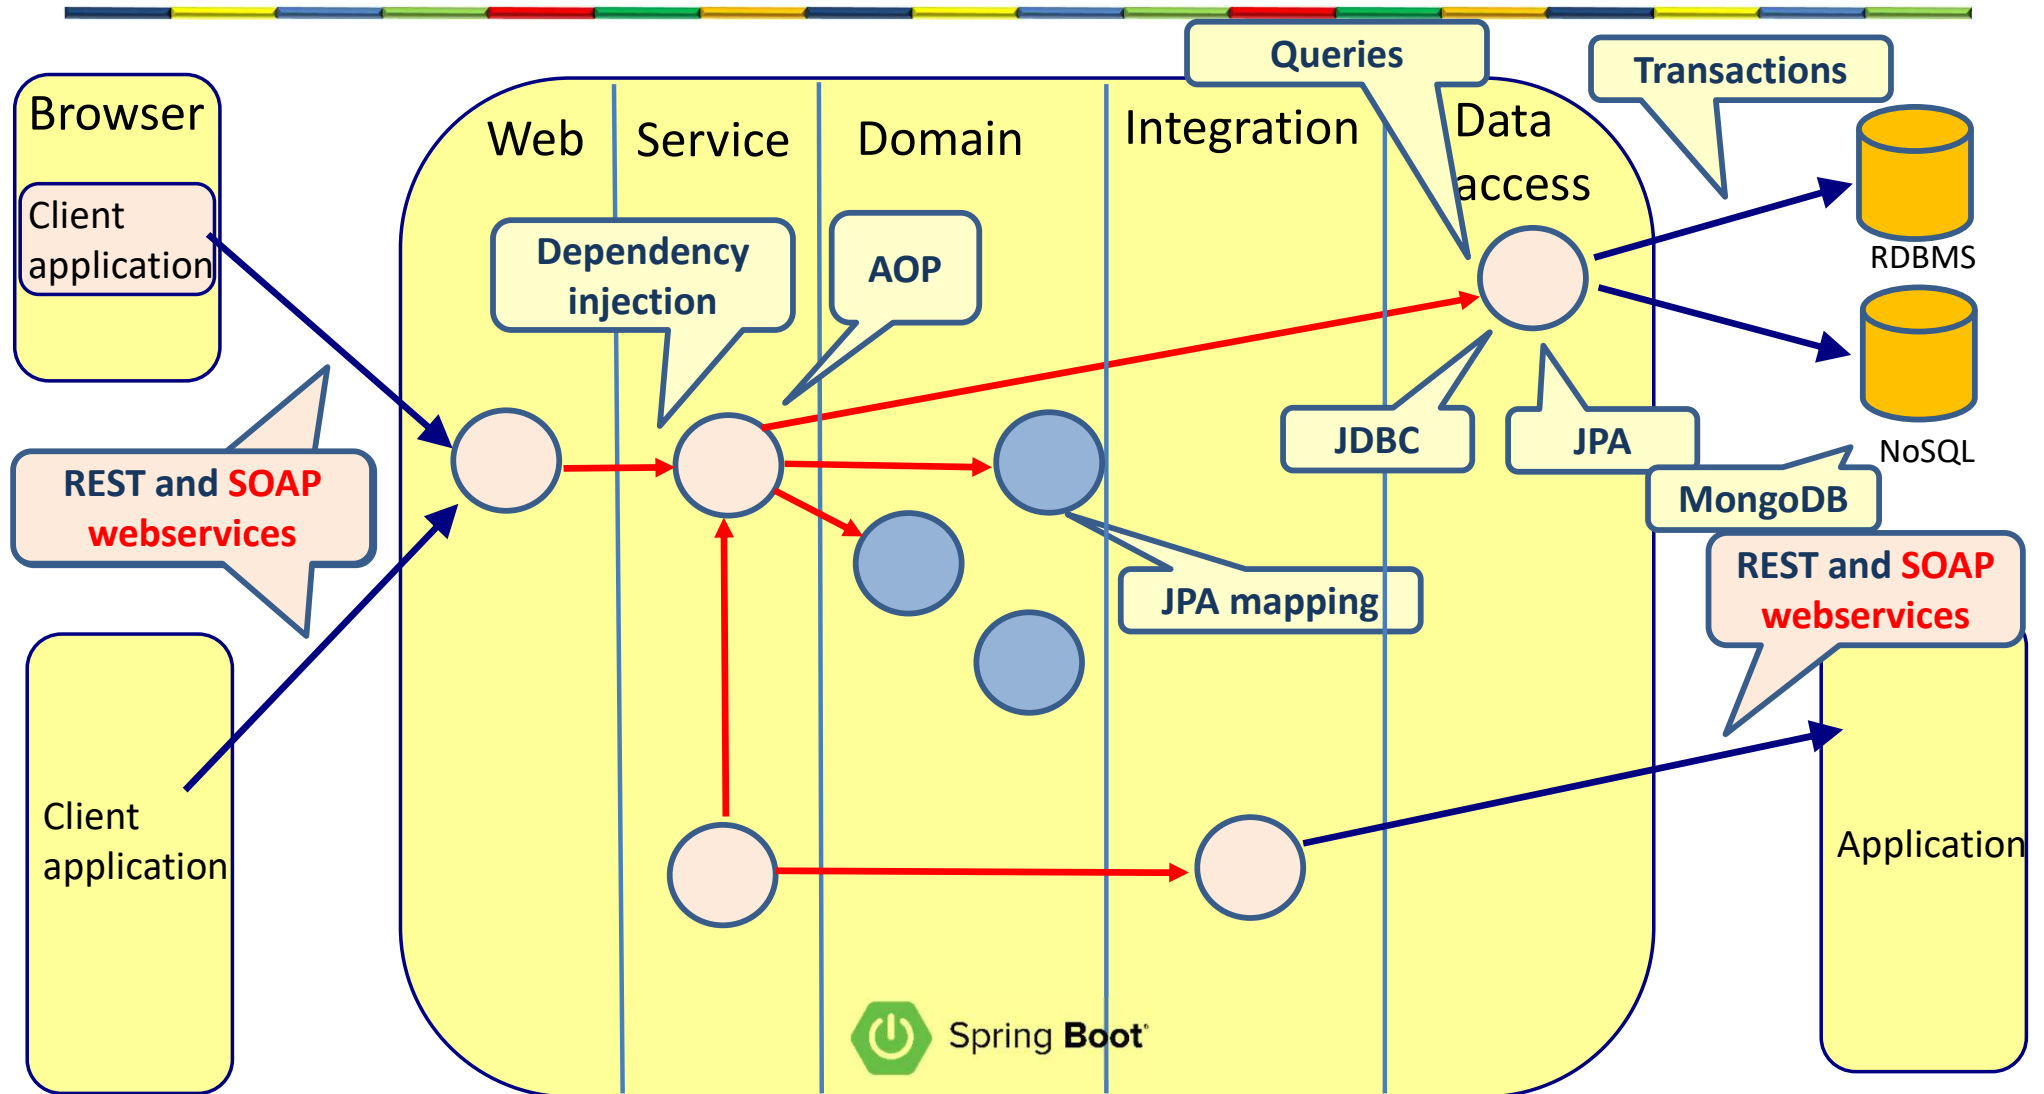 Browser
Client
application
REST and SOAP
webservices
Client
application
Web
Service
Domain
Integration
Data
access
Queries
Transactions
Dependency
injection
AOP
JDBC
JPA
JPA mapping
RDBMS
NoSQL
MongoDB
REST and SOAP
webservices
Application
Spring Boot